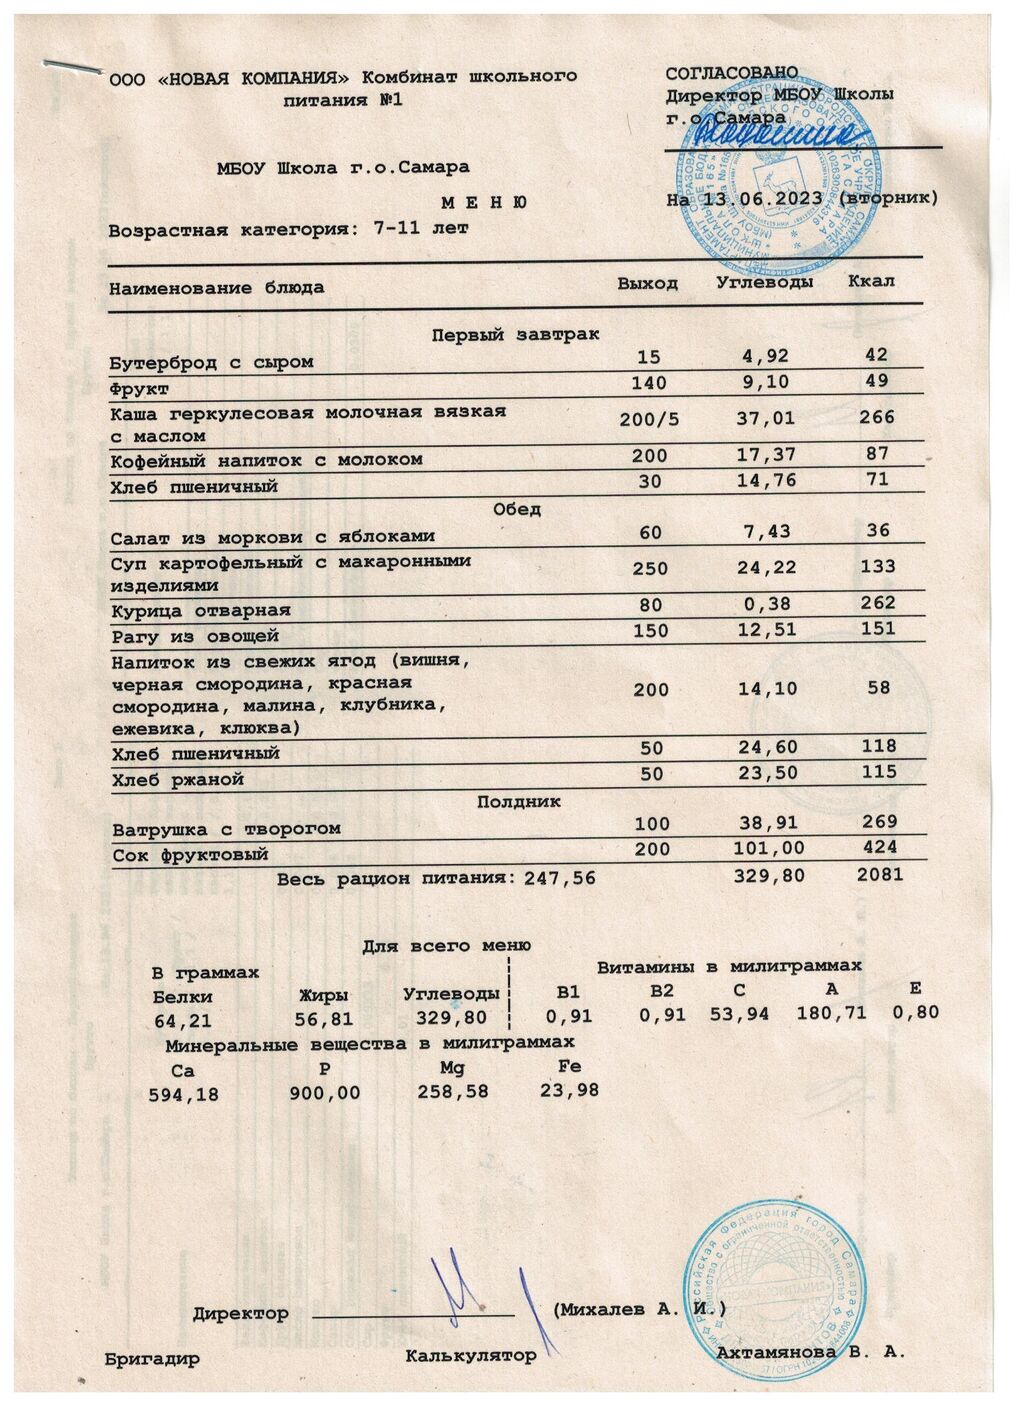 ООО «НОВАЯ КОМПАНИЯ» Комбинат школьного
питания №1
СОГЛАСОВАНО
Директор МБОУ Школы
г.о.Самара
МБОУ Школа г.о.Самара
М Е Н Ю
На 13.06.2023 (вторник)
Возрастная категория: 7-11 лет
Наименование блюда Выход Углеводы Ккал
Первый завтрак
Бутерброд с сыром 15 4,92 42
Фрукт 140 9,10 49
Каша геркулесовая молочная вязкая
с маслом 200/5 37,01 266
Кофейный напиток с молоком 200 17,37 87
Хлеб пшеничный 30 14,76 71
Обед
Салат из моркови с яблоками 60 7,43 36
Суп картофельный с макаронными
изделиями 250 24,22 133
Курица отварная 80 0,38 262
Рагу из овощей 150 12,51 151
Напиток из свежих ягод (вишня,
черная смородина, красная
смородина, малина, клубника,
ежевика, клюква) 200 14,10 58
Хлеб пшеничный 50 24,60 118
Хлеб ржаной 50 23,50 115
Полдник
Ватрушка с творогом 100 38,91 269
Сок фруктовый 200 101,00 424
Весь рацион питания: 247,56 329,80 2081
Для всего меню
В граммах Витамины в милиграммах
Белки Жиры Углеводы В1 В2 С А Е
64,21 56,81 329,80 0,91 0,91 53,94 180,71 0,80
Минеральные вещества в милиграммах
Ca P Mg Fe
594,18 900,00 258,58 23,98
Российская Федерация город Самара
Общество с ограниченной ответственностью
Директор (Михалев А. И.)
Бригадир Калькулятор Ахтамянова В. А.